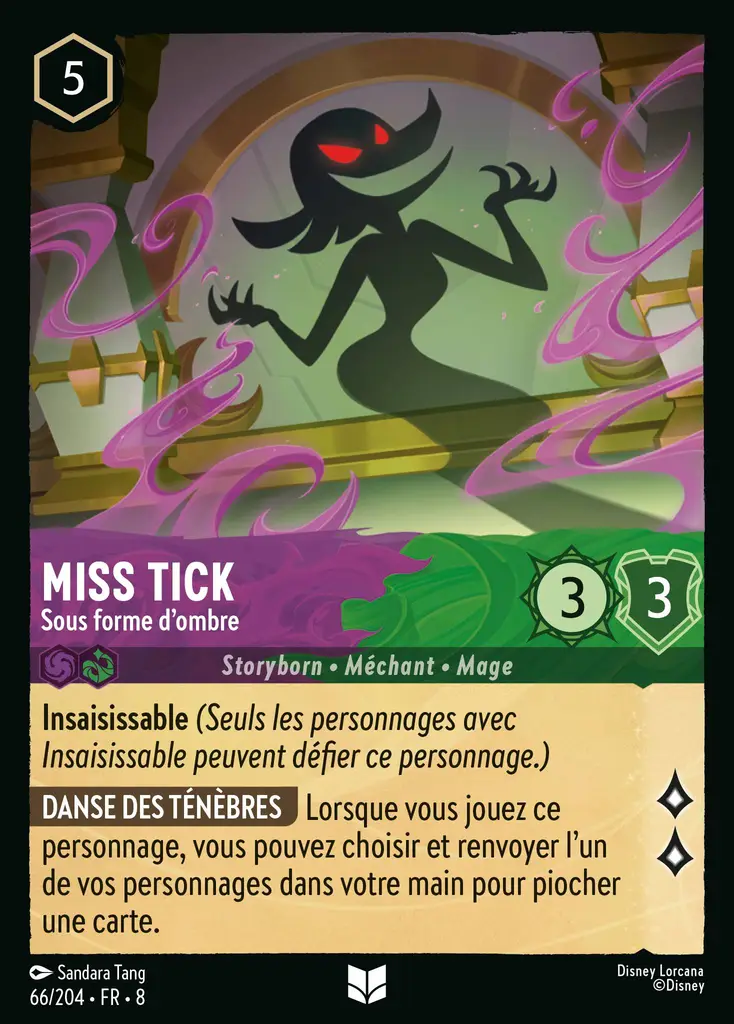 5
MISS TICK
Sous forme d'ombre
3
3
Storyborn • Méchant • Mage
Insaisissable (Seuls les personnages avec
Insaisissable peuvent défier ce personnage.)
DANSE DES TÉNÈBRES Lorsque vous jouez ce
personnage, vous pouvez choisir et renvoyer l'un
de vos personnages dans votre main pour piocher
une carte.
Sandara Tang
66/204 • FR • 8
Disney Lorcana
©Disney